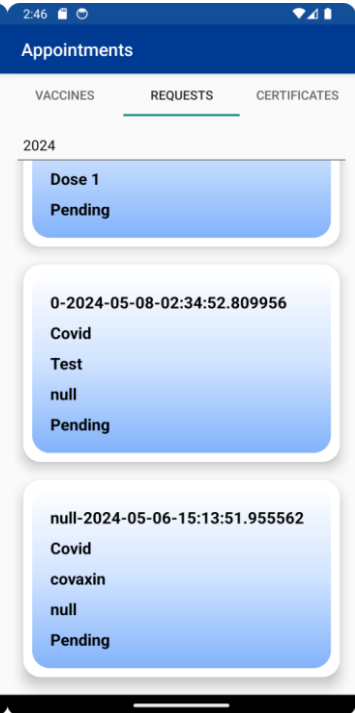 2:46
Appointments
VACCINES REQUESTS CERTIFICATES
2024
Dose 1
Pending
0-2024-05-08-02:34:52.809956
Covid
Test
null
Pending
null-2024-05-06-15:13:51.955562
Covid
covaxin
null
Pending